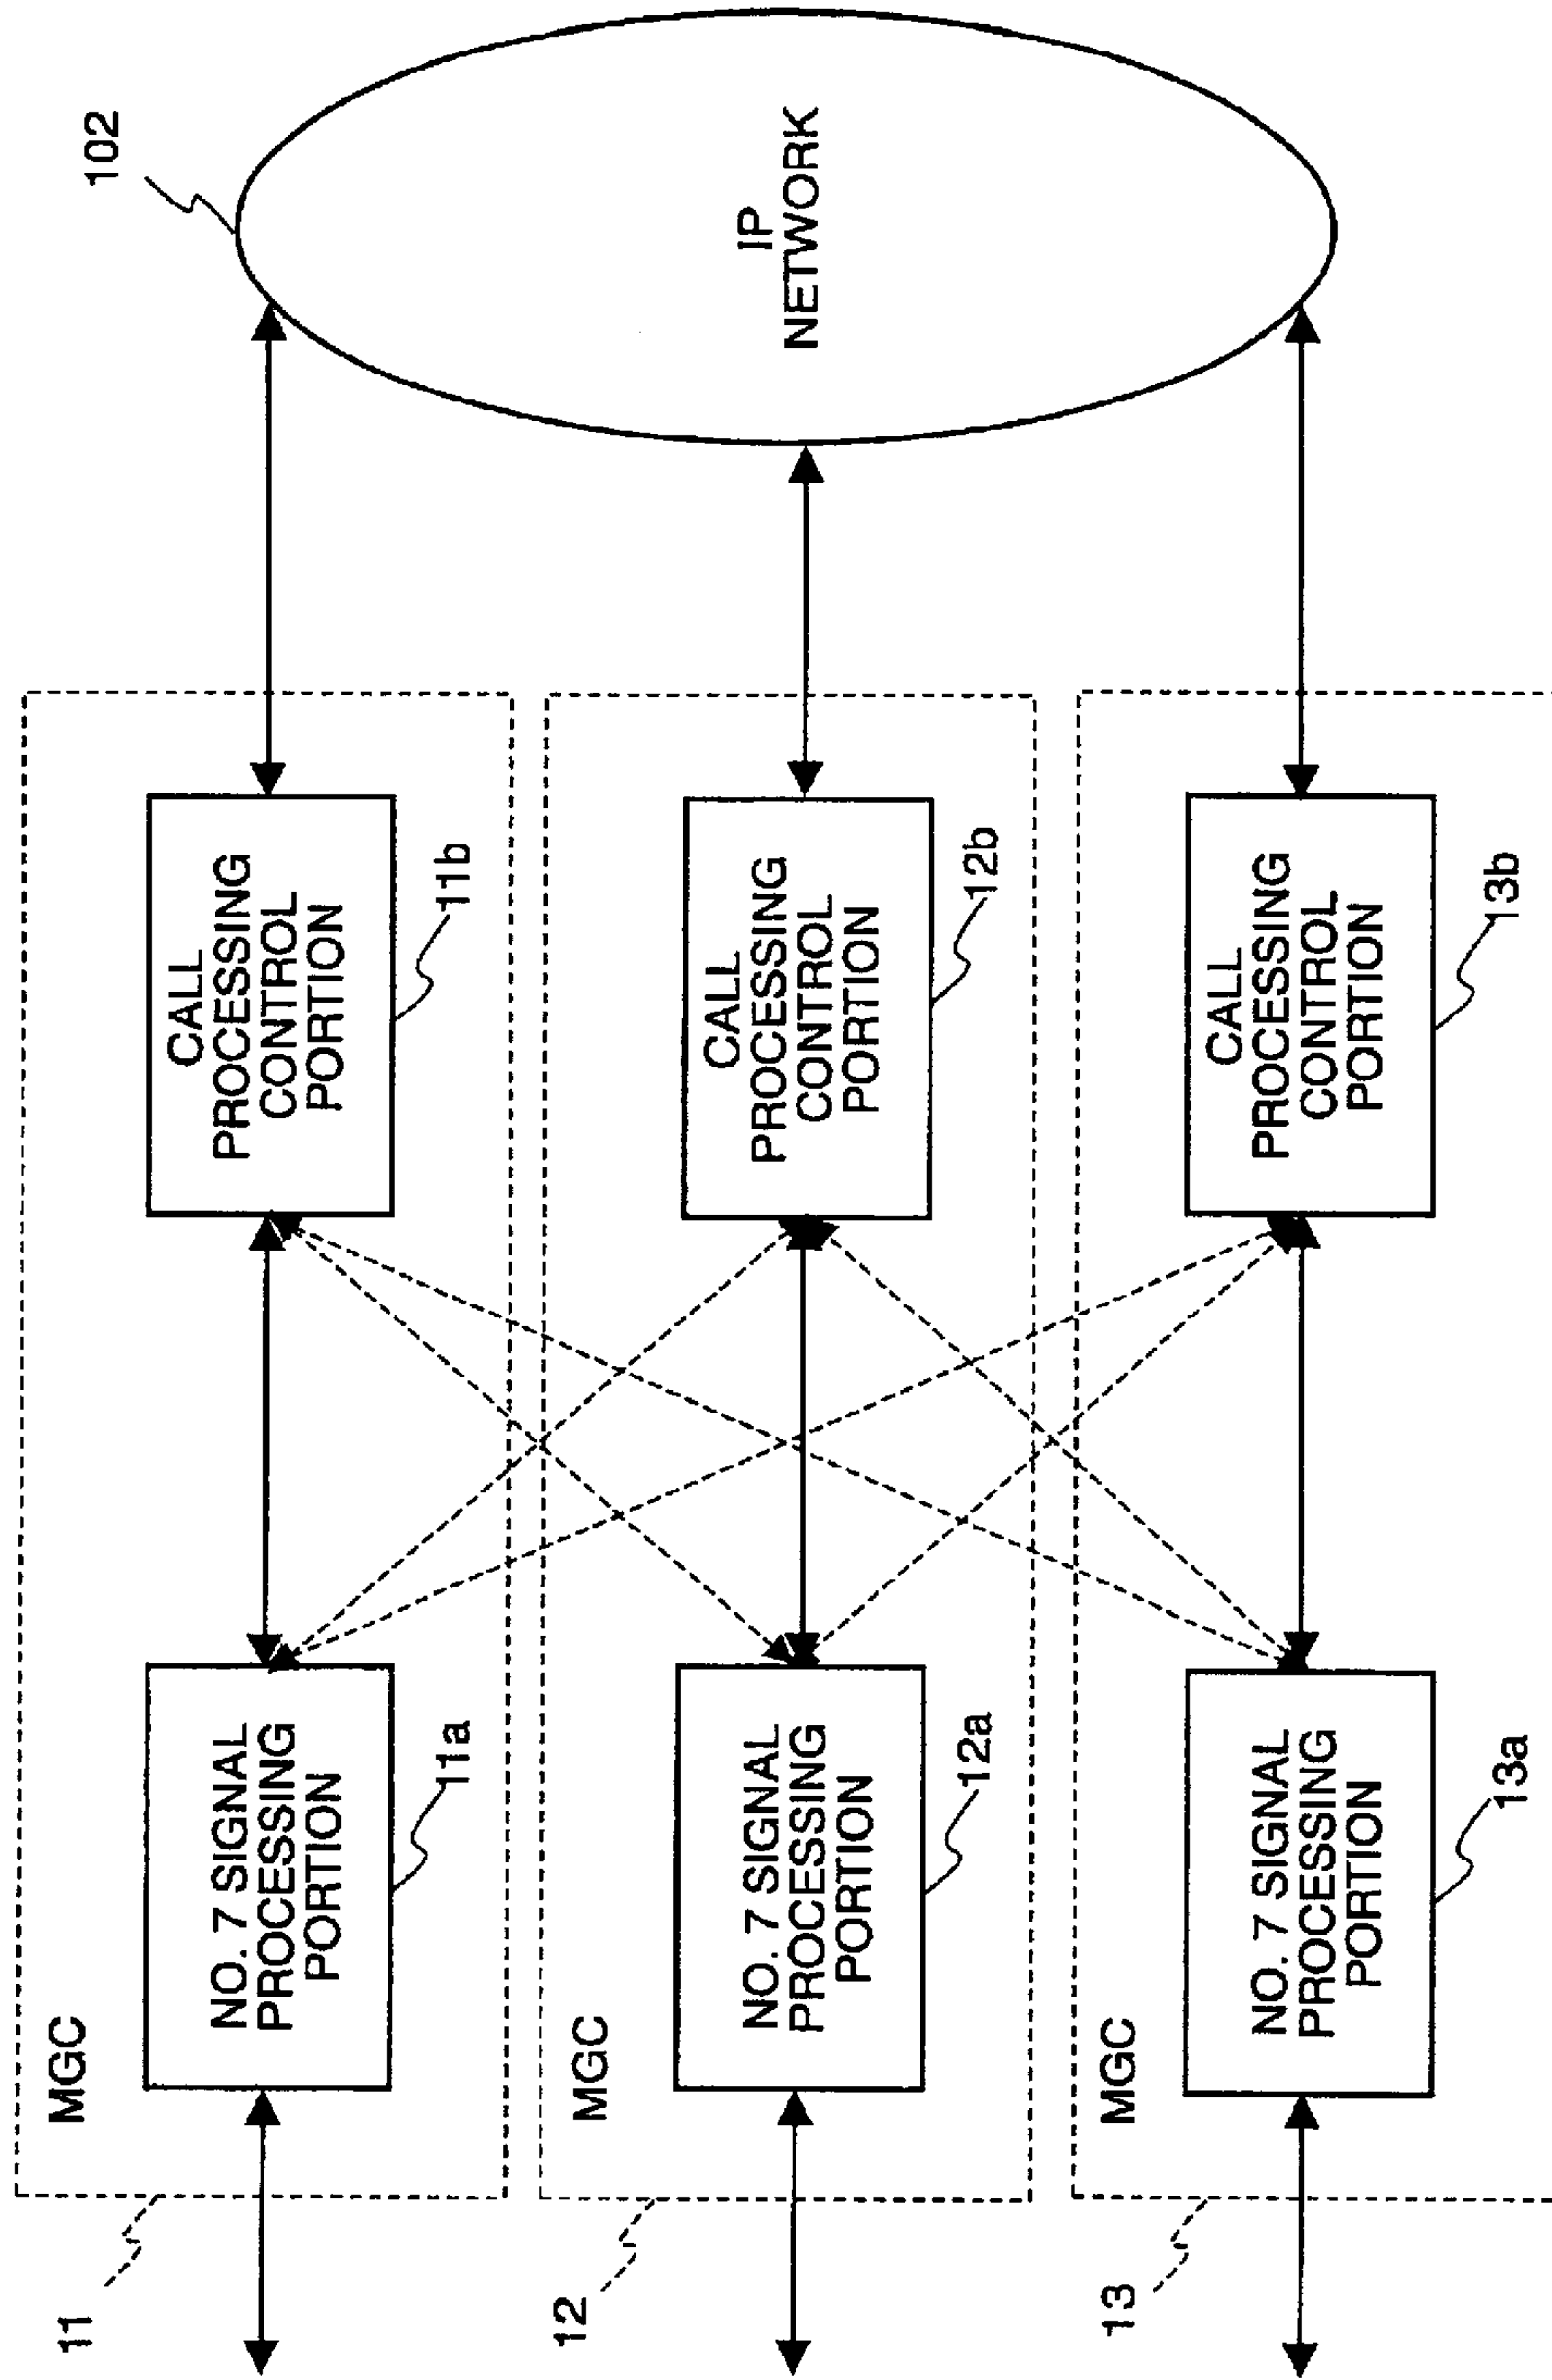 102
IP
NETWORK
MGC
NO. 7 SIGNAL
PROCESSING
PORTION
11a
CALL
PROCESSING
CONTROL
PORTION
11b
11
MGC
NO. 7 SIGNAL
PROCESSING
PORTION
12a
CALL
PROCESSING
CONTROL
PORTION
12b
12
MGC
NO. 7 SIGNAL
PROCESSING
PORTION
13a
CALL
PROCESSING
CONTROL
PORTION
13b
13